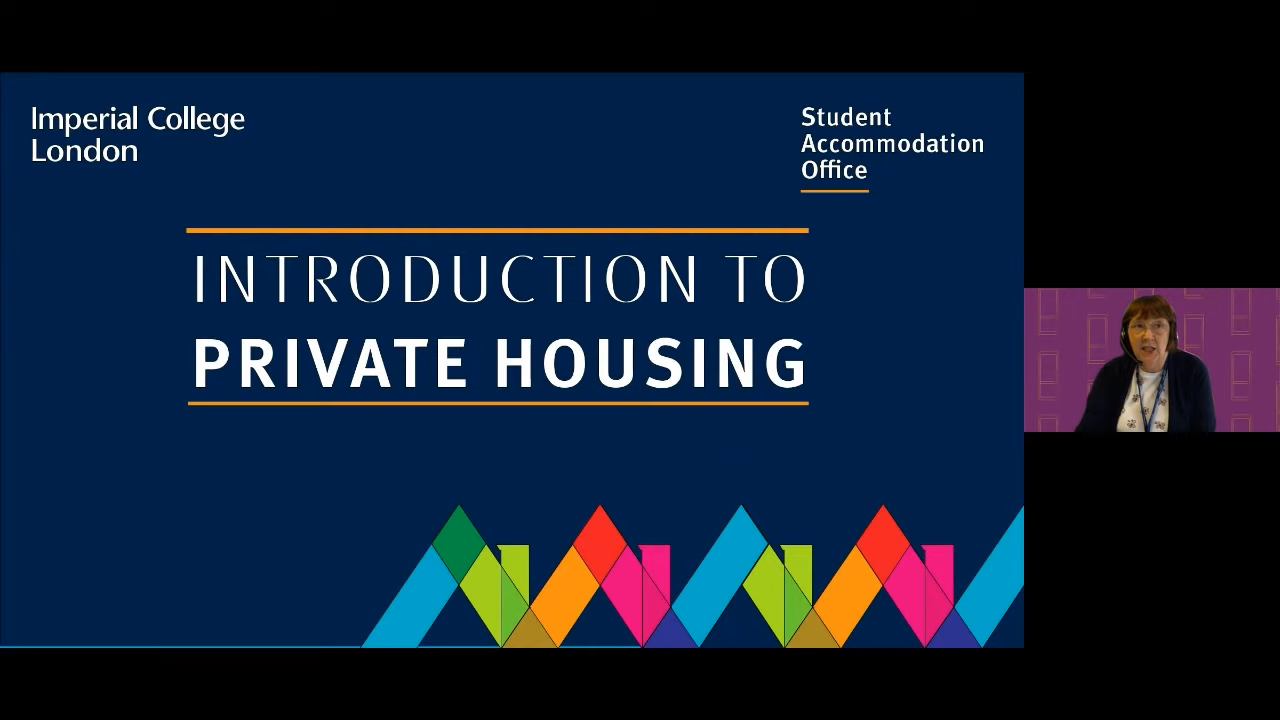 Imperial College
London
Student
Accommodation
Office
INTRODUCTION TO
PRIVATE HOUSING